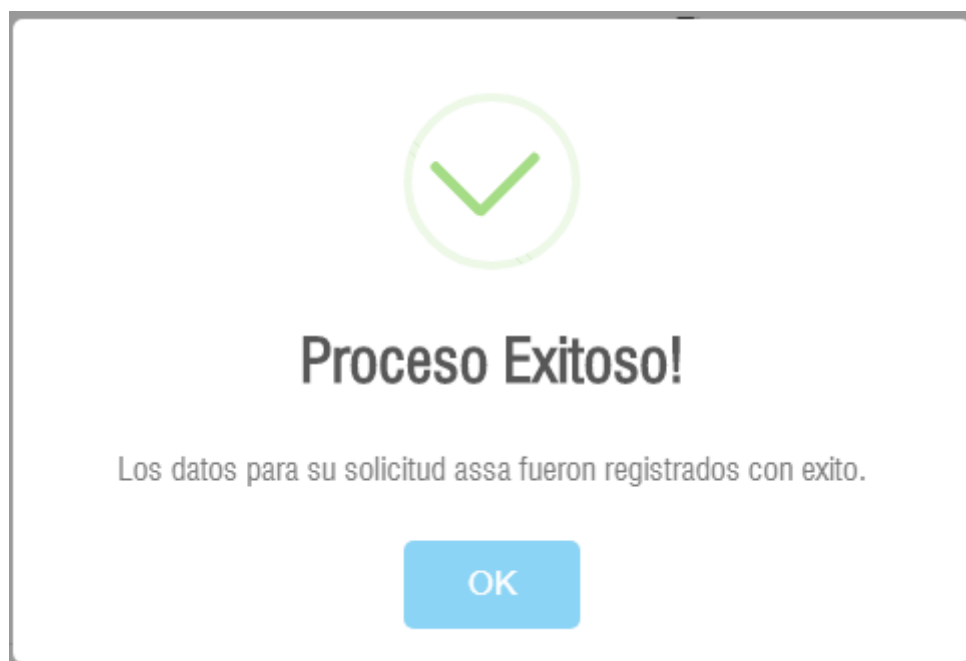 Proceso Exitoso!
Los datos para su solicitud assa fueron registrados con exito.
OK